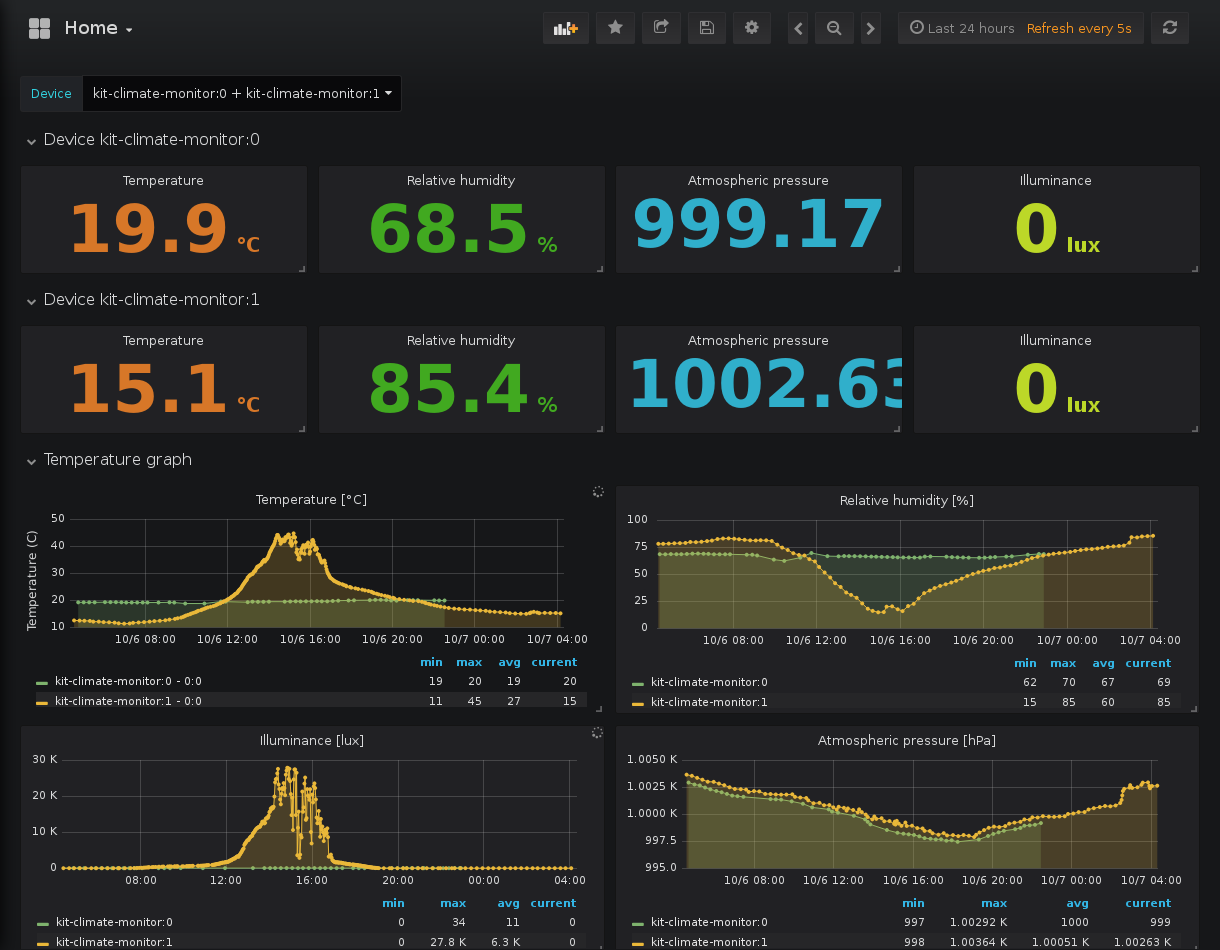 Home
Last 24 hours Refresh every 5s
Device kit-climate-monitor:0 + kit-climate-monitor:1
Device kit-climate-monitor:0
Temperature Relative humidity Atmospheric pressure Illuminance
19.9 °C 68.5 % 999.17 0 lux
Device kit-climate-monitor:1
Temperature Relative humidity Atmospheric pressure Illuminance
15.1 °C 85.4 % 1002.63 0 lux
Temperature graph
Temperature [°C]
Temperature (C)
50
40
30
20
10
10/6 08:00 10/6 12:00 10/6 16:00 10/6 20:00 10/7 00:00 10/7 04:00
min max avg current
kit-climate-monitor:0 - 0:0 19 20 19 20
kit-climate-monitor:1 - 0:0 11 45 27 15
Relative humidity [%]
100
75
50
25
0
10/6 08:00 10/6 12:00 10/6 16:00 10/6 20:00 10/7 00:00 10/7 04:00
min max avg current
kit-climate-monitor:0 62 70 67 69
kit-climate-monitor:1 15 85 60 85
Illuminance [lux]
30 K
20 K
10 K
0
08:00 12:00 16:00 20:00 00:00 04:00
min max avg current
kit-climate-monitor:0 0 34 11 0
kit-climate-monitor:1 0 27.8 K 6.3 K 0
Atmospheric pressure [hPa]
1.0050 K
1.0025 K
1.0000 K
997.5
995.0
10/6 08:00 10/6 12:00 10/6 16:00 10/6 20:00 10/7 00:00 10/7 04:00
min max avg current
kit-climate-monitor:0 997 1.00292 K 1000 999
kit-climate-monitor:1 998 1.00364 K 1.00051 K 1.00263 K